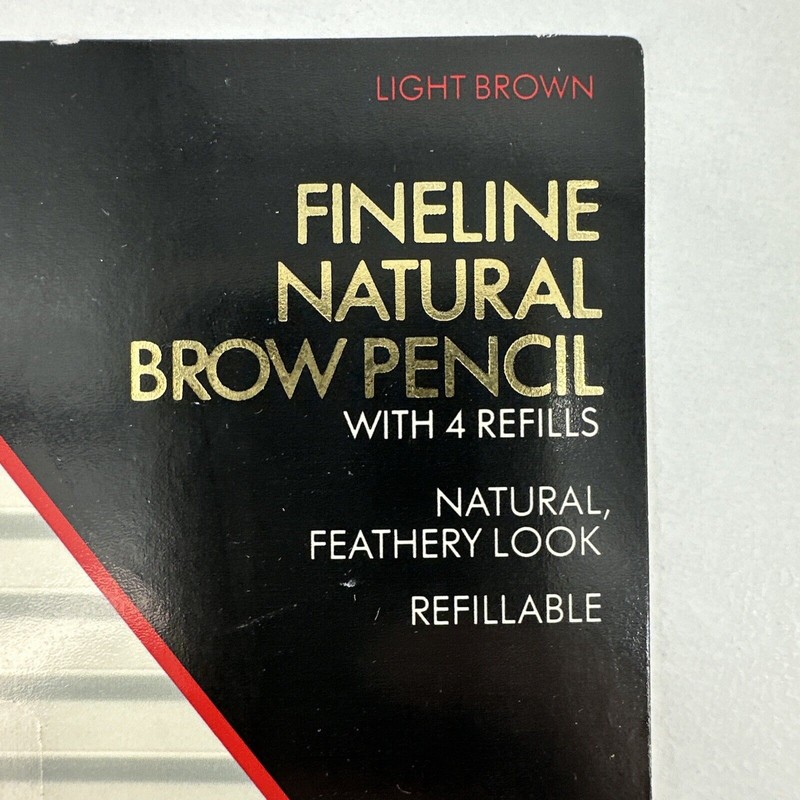 LIGHT BROWN
FINELINE
NATURAL
BROW PENCIL
WITH 4 REFILLS
NATURAL,
FEATHERY LOOK
REFILLABLE